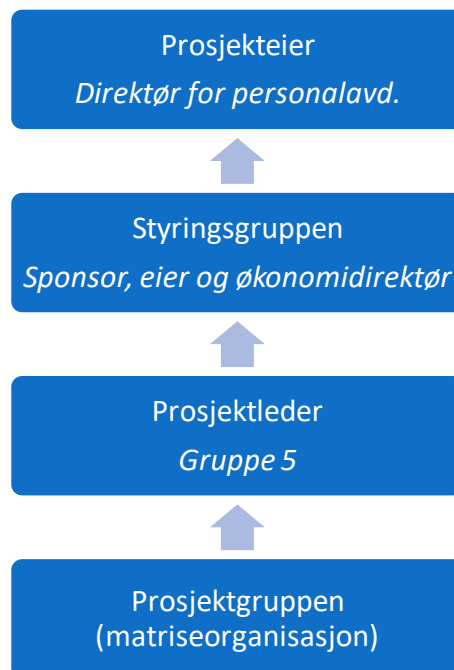 Prosjekteier
Direktør for personalavd.
Styringsgruppen
Sponsor, eier og økonomidirektør
Prosjektleder
Gruppe 5
Prosjektgruppen
(matriseorganisasjon)